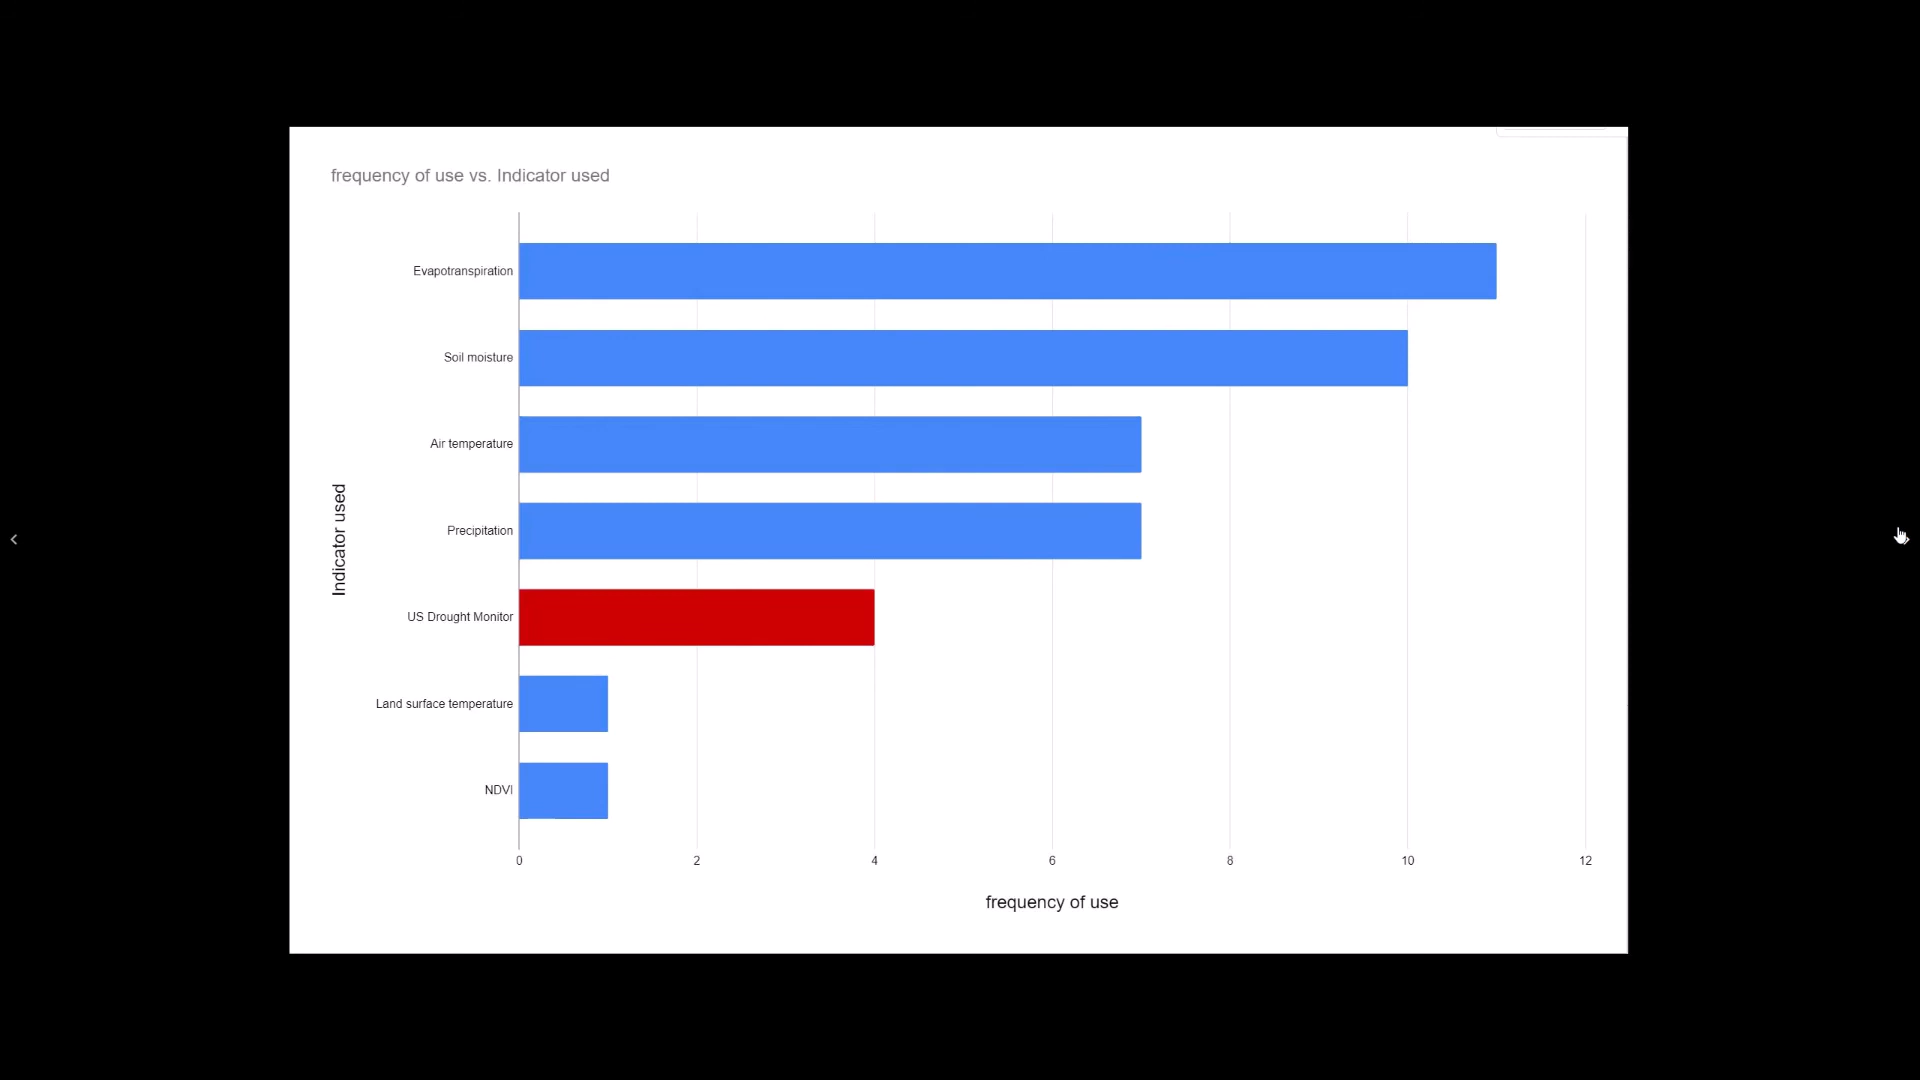 frequency of use vs. Indicator used
Evapotranspiration
Soil moisture
Air temperature
Precipitation
US Drought Monitor
Land surface temperature
NDVI
Indicator used
0 2 4 6 8 10 12
frequency of use